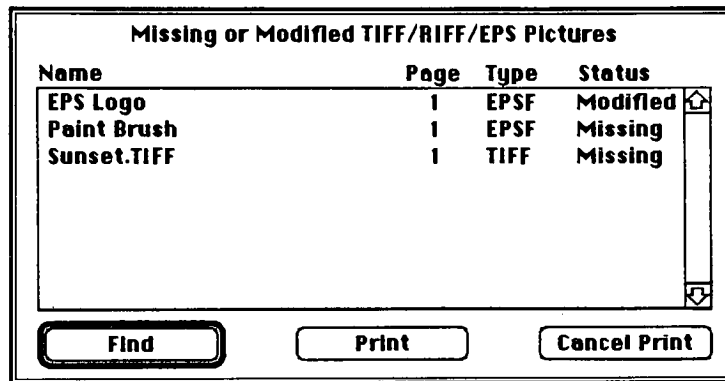 Missing or Modified TIFF/RIFF/EPS Pictures
Name Page Type Status
EPS Logo 1 EPSF Modified
Paint Brush 1 EPSF Missing
Sunset.TIFF 1 TIFF Missing
Find Print Cancel Print